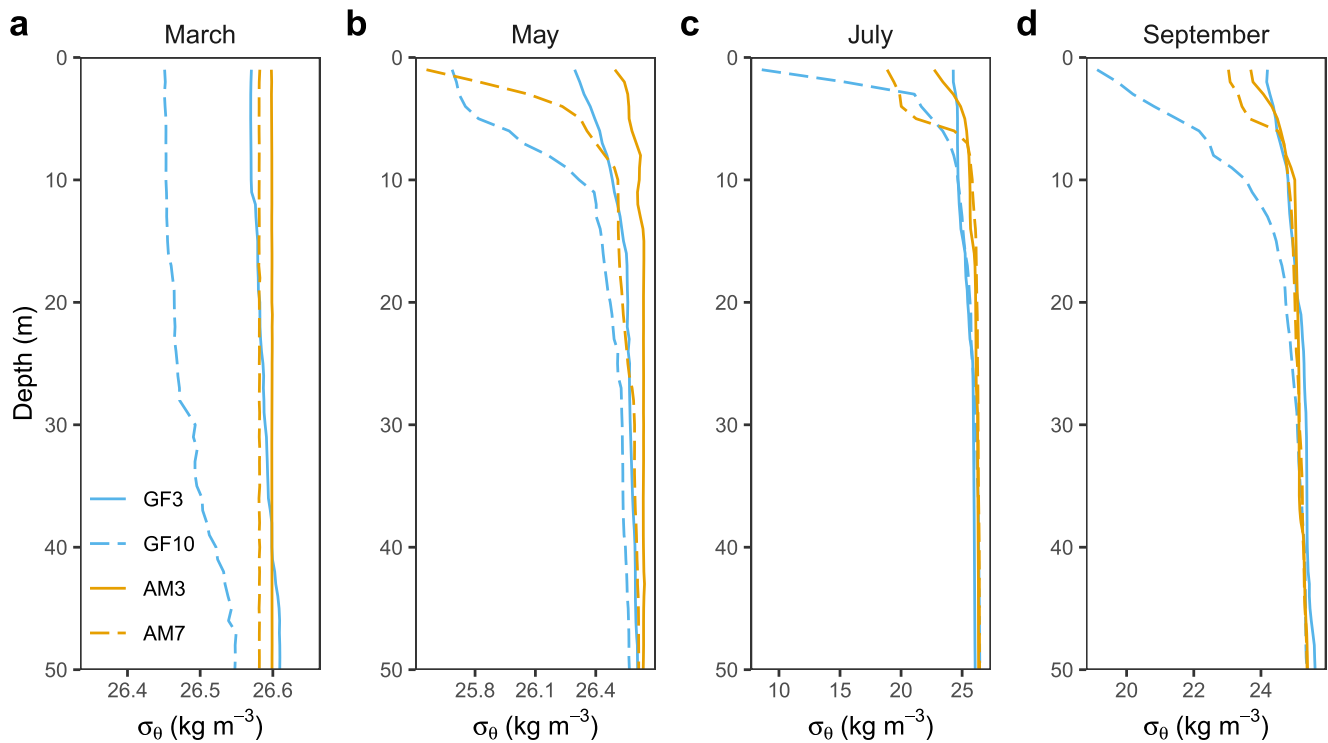 a March
b May
c July
d September
Depth (m)
0
10
20
30
40
50
GF3
GF10
AM3
AM7
26.4 26.5 26.6
σθ (kg m−3)
0
10
20
30
40
50
25.8 26.1 26.4
σθ (kg m−3)
0
10
20
30
40
50
10 15 20 25
σθ (kg m−3)
0
10
20
30
40
50
20 22 24
σθ (kg m−3)